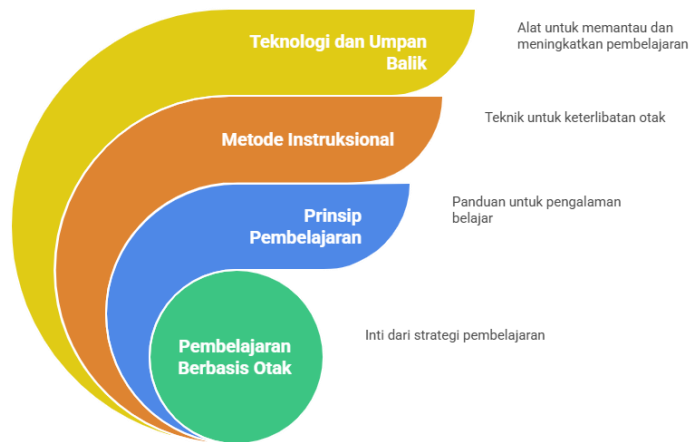 Teknologi dan Umpan
Balik
Alat untuk memantau dan
meningkatkan pembelajaran
Metode Instruksional
Teknik untuk keterlibatan otak
Prinsip
Pembelajaran
Panduan untuk pengalaman
belajar
Pembelajaran
Berbasis Otak
Inti dari strategi pembelajaran